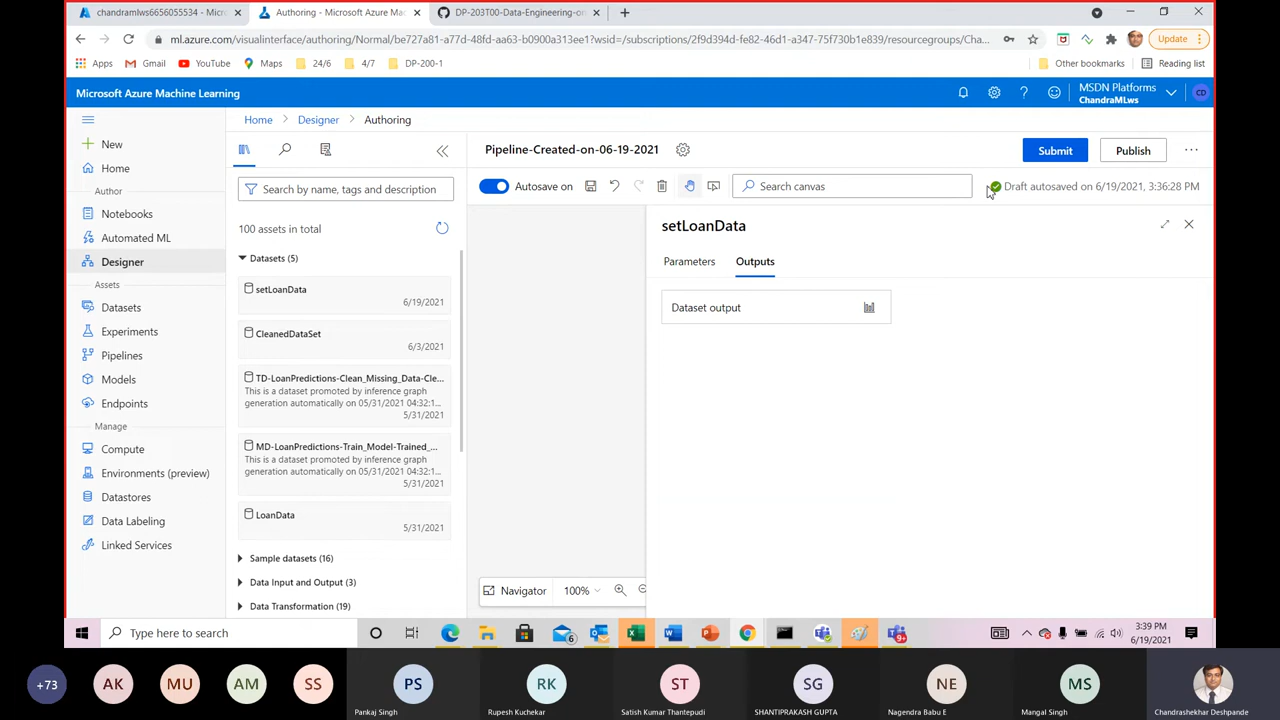 chandramlws6656055534 - Micro
Authoring - Microsoft Azure Mac
DP-203T00-Data-Engineering-on
ml.azure.com/visualinterface/authoring/Normal/be727a81-a77d-48fd-aa63-b0900a313ee1?wsid=/subscriptions/2f9d394d-fe82-46d1-a347-75f730b1e839/resourcegroups/Cha...
Update
Apps
Gmail
YouTube
Maps
24/6
4/7
DP-200-1
Other bookmarks
Reading list
Microsoft Azure Machine Learning
MSDN Platforms
ChandraMLws
CD
New
Home
Author
Notebooks
Automated ML
Designer
Assets
Datasets
Experiments
Pipelines
Models
Endpoints
Manage
Compute
Environments (preview)
Datastores
Data Labeling
Linked Services
Home > Designer > Authoring
Search by name, tags and description
100 assets in total
Datasets (5)
setLoanData
6/19/2021
CleanedDataSet
6/3/2021
TD-LoanPredictions-Clean_Missing_Data-Cle...
This is a dataset promoted by inference graph
generation automatically on 05/31/2021 04:32:1...
5/31/2021
MD-LoanPredictions-Train_Model-Trained_...
This is a dataset promoted by inference graph
generation automatically on 05/31/2021 04:32:1...
5/31/2021
LoanData
5/31/2021
Sample datasets (16)
Data Input and Output (3)
Data Transformation (19)
Pipeline-Created-on-06-19-2021
Submit
Publish
Autosave on
Search canvas
Draft autosaved on 6/19/2021, 3:36:28 PM
setLoanData
Parameters
Outputs
Dataset output
Navigator
100%
Type here to search
6
9+
3:39 PM
6/19/2021
+73
AK
MU
AM
SS
PS
Pankaj Singh
RK
Rupesh Kuchekar
ST
Satish Kumar Thantepudi
SG
SHANTIPRAKASH GUPTA
NE
Nagendra Babu E
MS
Mangal Singh
Chandrashekhar Deshpande